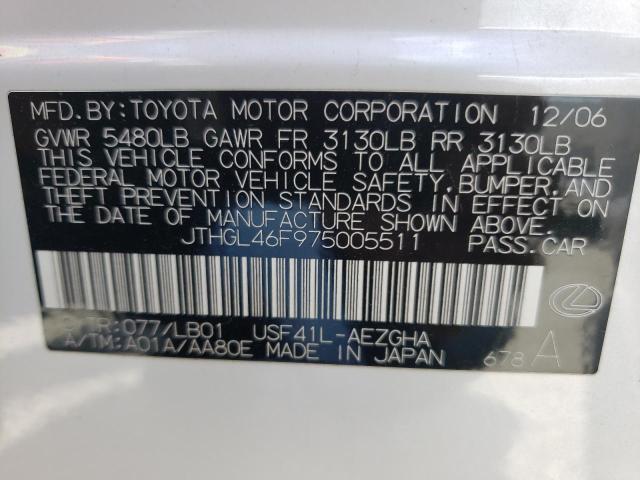 MFD.BY:TOYOTA MOTOR CORPORATION 12/06
GVWR 5480LB GAWR FR 3130LB RR 3130LB
THIS VEHICLE CONFORMS TO ALL APPLICABLE
FEDERAL MOTOR VEHICLE SAFETY.BUMPER.AND
THEFT PREVENTION STANDARDS IN EFFECT ON
THE DATE OF MANUFACTURE SHOWN ABOVE.
JTHGL46F975005511 PASS.CAR
C/TR:077/LB01 USF41L-AEZGHA
A/TM:A01A/AA80E MADE IN JAPAN 678 A